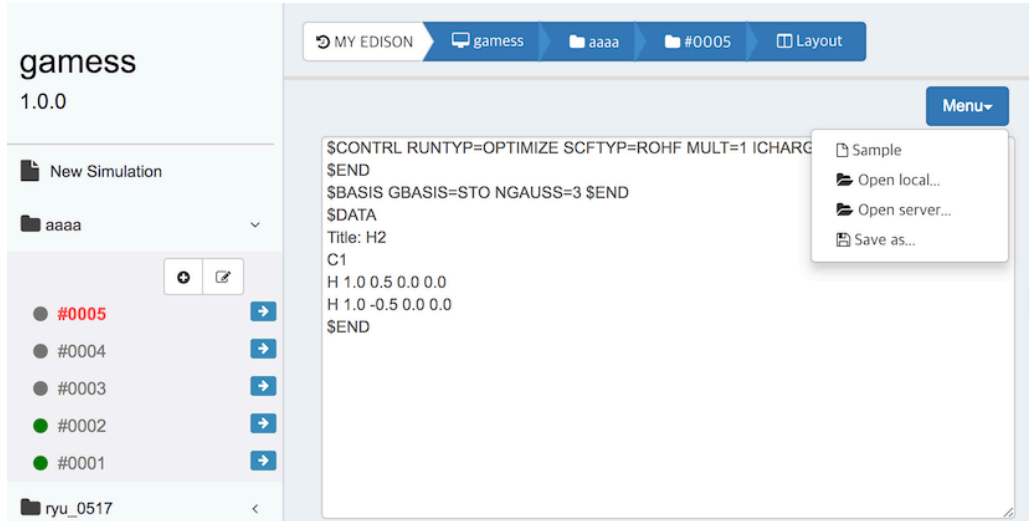 gamess
1.0.0
New Simulation
aaaa
#0005
#0004
#0003
#0002
#0001
ryu_0517
MY EDISON
gamess
aaaa
#0005
Layout
Menu
Sample
Open local...
Open server...
Save as...
$CONTRL RUNTYP=OPTIMIZE SCFTYP=ROHF MULT=1 ICHARG
$END
$BASIS GBASIS=STO NGAUSS=3 $END
$DATA
Title: H2
C1
H 1.0 0.5 0.0 0.0
H 1.0 -0.5 0.0 0.0
$END